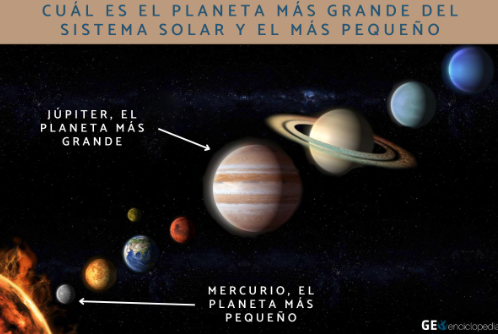 CUÁL ES EL PLANETA MÁS GRANDE DEL
SISTEMA SOLAR Y EL MÁS PEQUEÑO
JÚPITER, EL
PLANETA MÁS
GRANDE
MERCURIO, EL
PLANETA MÁS
PEQUEÑO
GEOenciclopedia